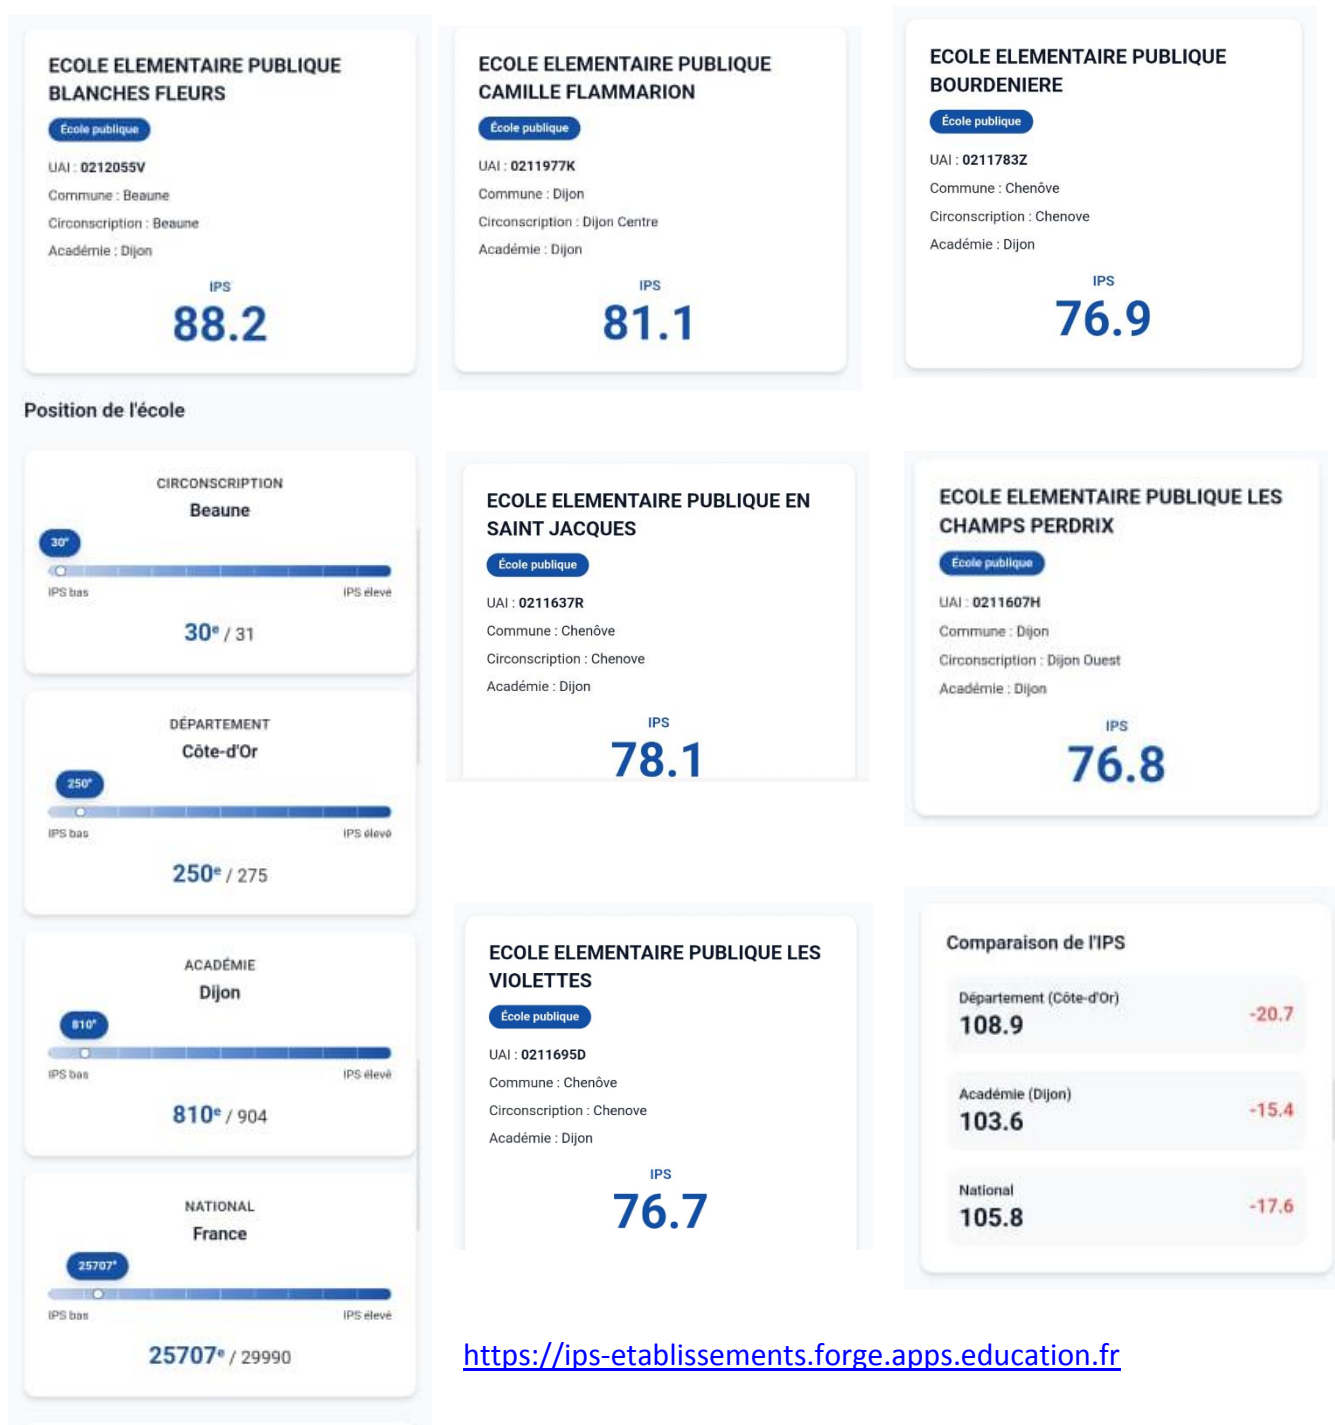 ECOLE ELEMENTAIRE PUBLIQUE
BLANCHES FLEURS
École publique
UAI : 0212055V
Commune : Beaune
Circonscription : Beaune
Académie : Dijon
IPS
88.2
ECOLE ELEMENTAIRE PUBLIQUE
CAMILLE FLAMMARION
École publique
UAI : 0211977K
Commune : Dijon
Circonscription : Dijon Centre
Académie : Dijon
IPS
81.1
ECOLE ELEMENTAIRE PUBLIQUE
BOURDENIERE
École publique
UAI : 0211783Z
Commune : Chenôve
Circonscription : Chenove
Académie : Dijon
IPS
76.9
Position de l'école
CIRCONSCRIPTION
Beaune
30e
IPS bas IPS élevé
30e / 31
DÉPARTEMENT
Côte-d'Or
250e
IPS bas IPS élevé
250e / 275
ACADÉMIE
Dijon
810e
IPS bas IPS élevé
810e / 904
NATIONAL
France
25707e
IPS bas IPS élevé
25707e / 29990
ECOLE ELEMENTAIRE PUBLIQUE EN
SAINT JACQUES
École publique
UAI : 0211637R
Commune : Chenôve
Circonscription : Chenove
Académie : Dijon
IPS
78.1
ECOLE ELEMENTAIRE PUBLIQUE LES
CHAMPS PERDRIX
École publique
UAI : 0211607H
Commune : Dijon
Circonscription : Dijon Ouest
Académie : Dijon
IPS
76.8
ECOLE ELEMENTAIRE PUBLIQUE LES
VIOLETTES
École publique
UAI : 0211695D
Commune : Chenôve
Circonscription : Chenove
Académie : Dijon
IPS
76.7
Comparaison de l'IPS
Département (Côte-d'Or)
108.9 -20.7
Académie (Dijon)
103.6 -15.4
National
105.8 -17.6
https://ips-etablissements.forge.apps.education.fr